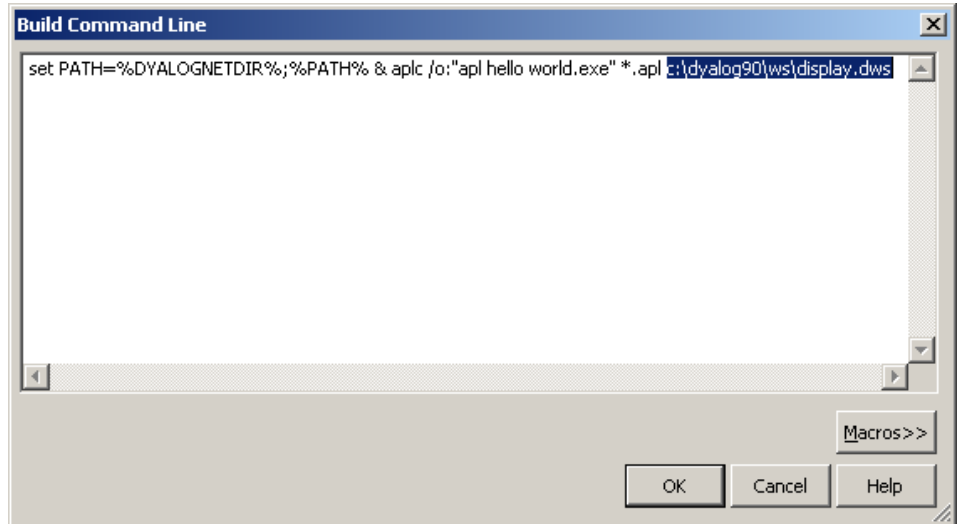 Build Command Line
set PATH=%DYALOGNETDIR%;%PATH% & aplc /o:"apl hello world.exe" *.apl c:\dyalog90\ws\display.dws
Macros>>
OK Cancel Help